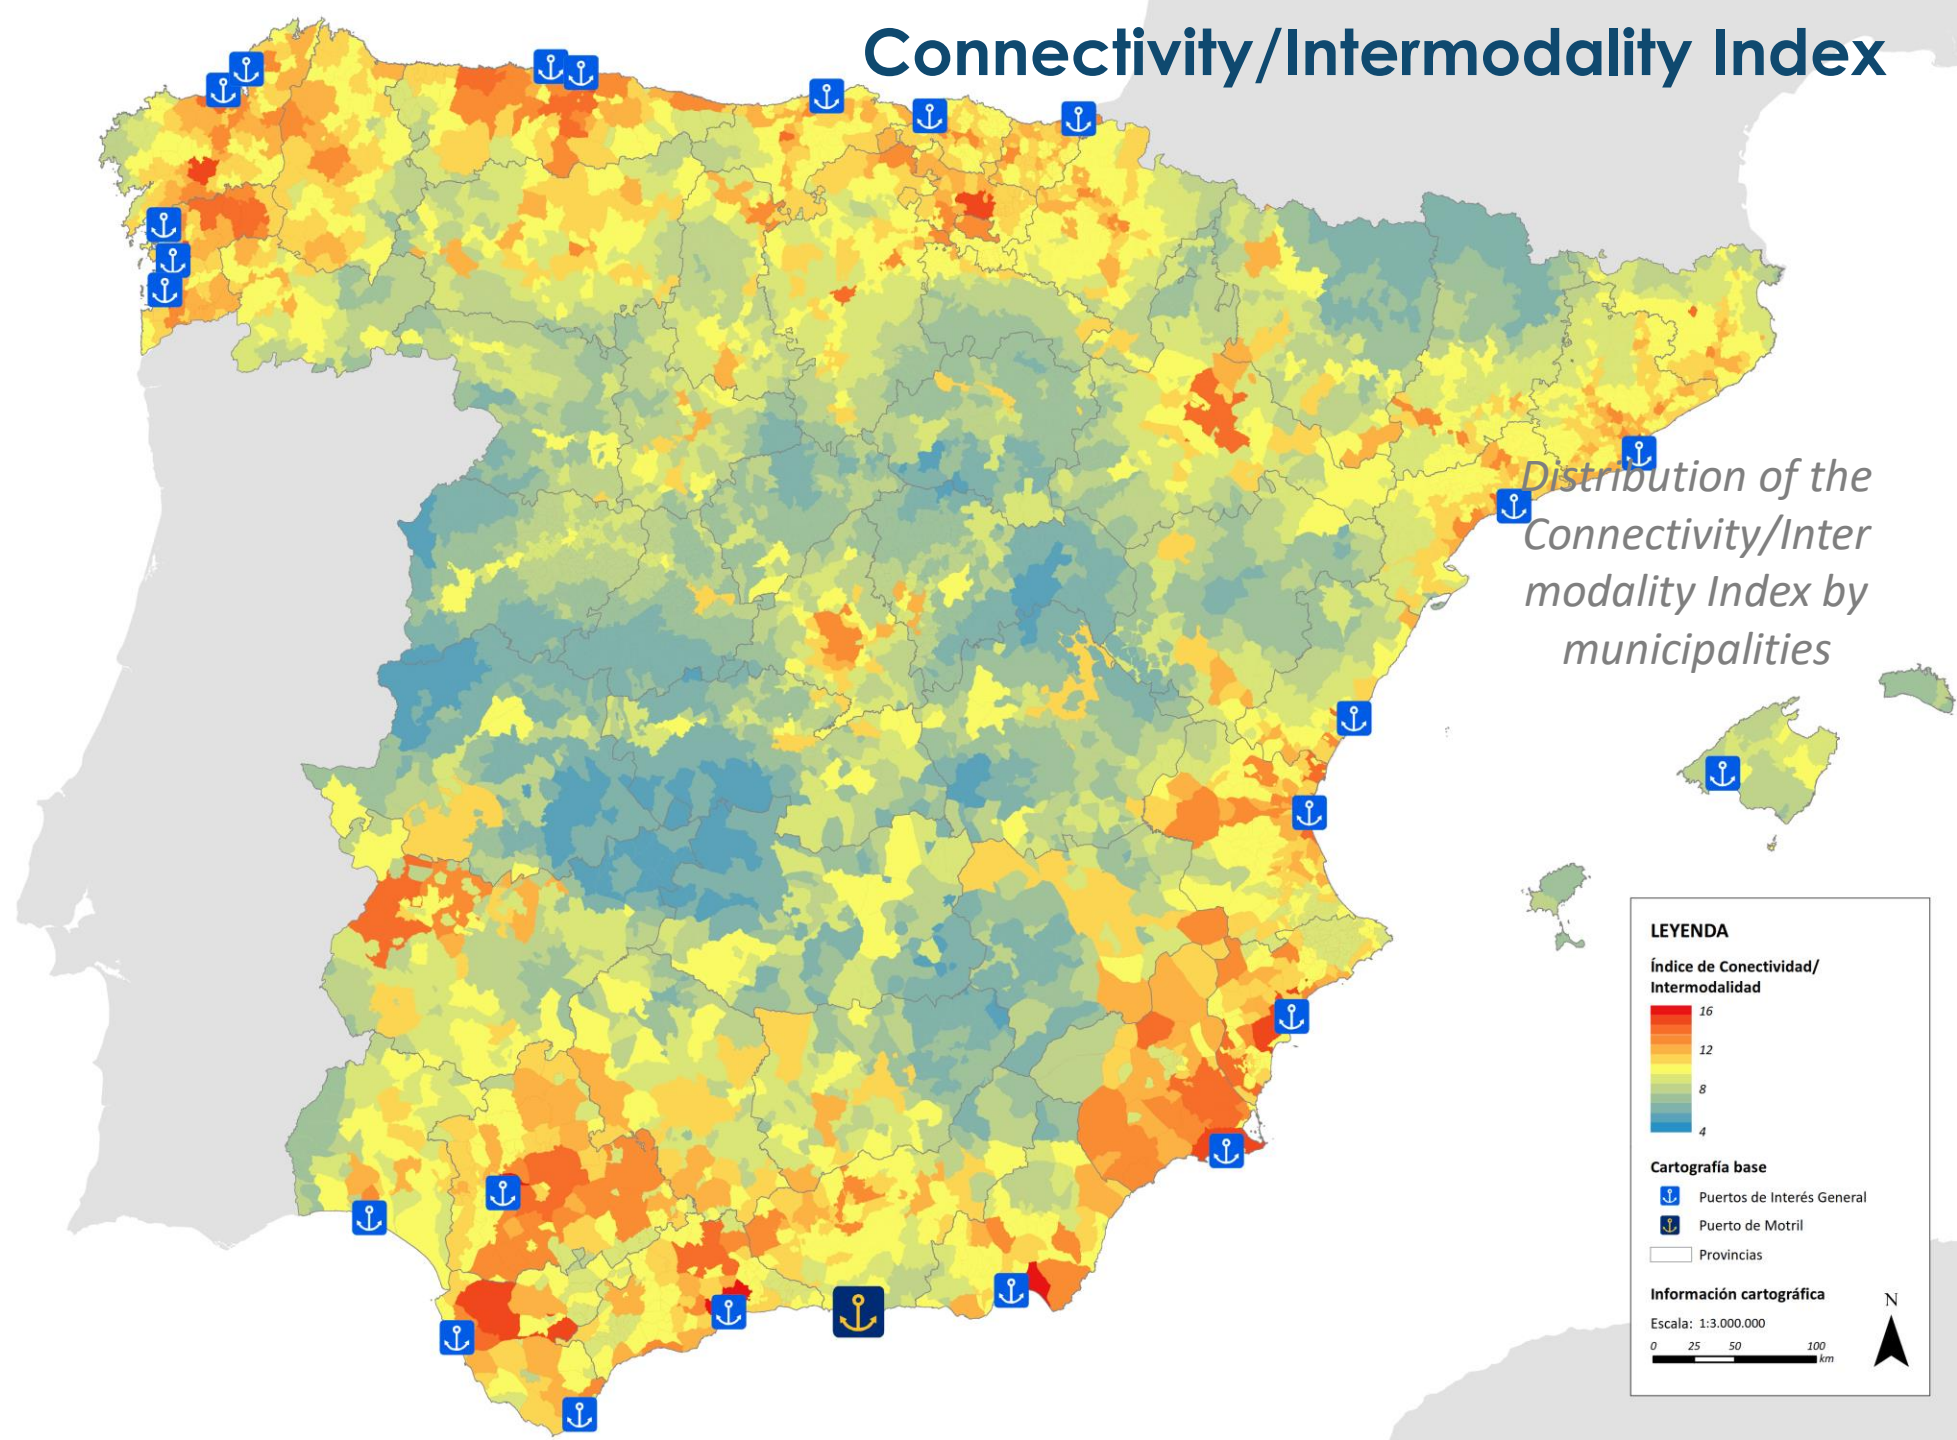 Connectivity/Intermodality Index
Distribution of the
Connectivity/Inter
modality Index by
municipalities
LEYENDA
Índice de Conectividad/
Intermodalidad
16
12
8
4
Cartografía base
Puertos de Interés General
Puerto de Motril
Provincias
Información cartográfica
N
Escala: 1:3.000.000
0 25 50 100
km